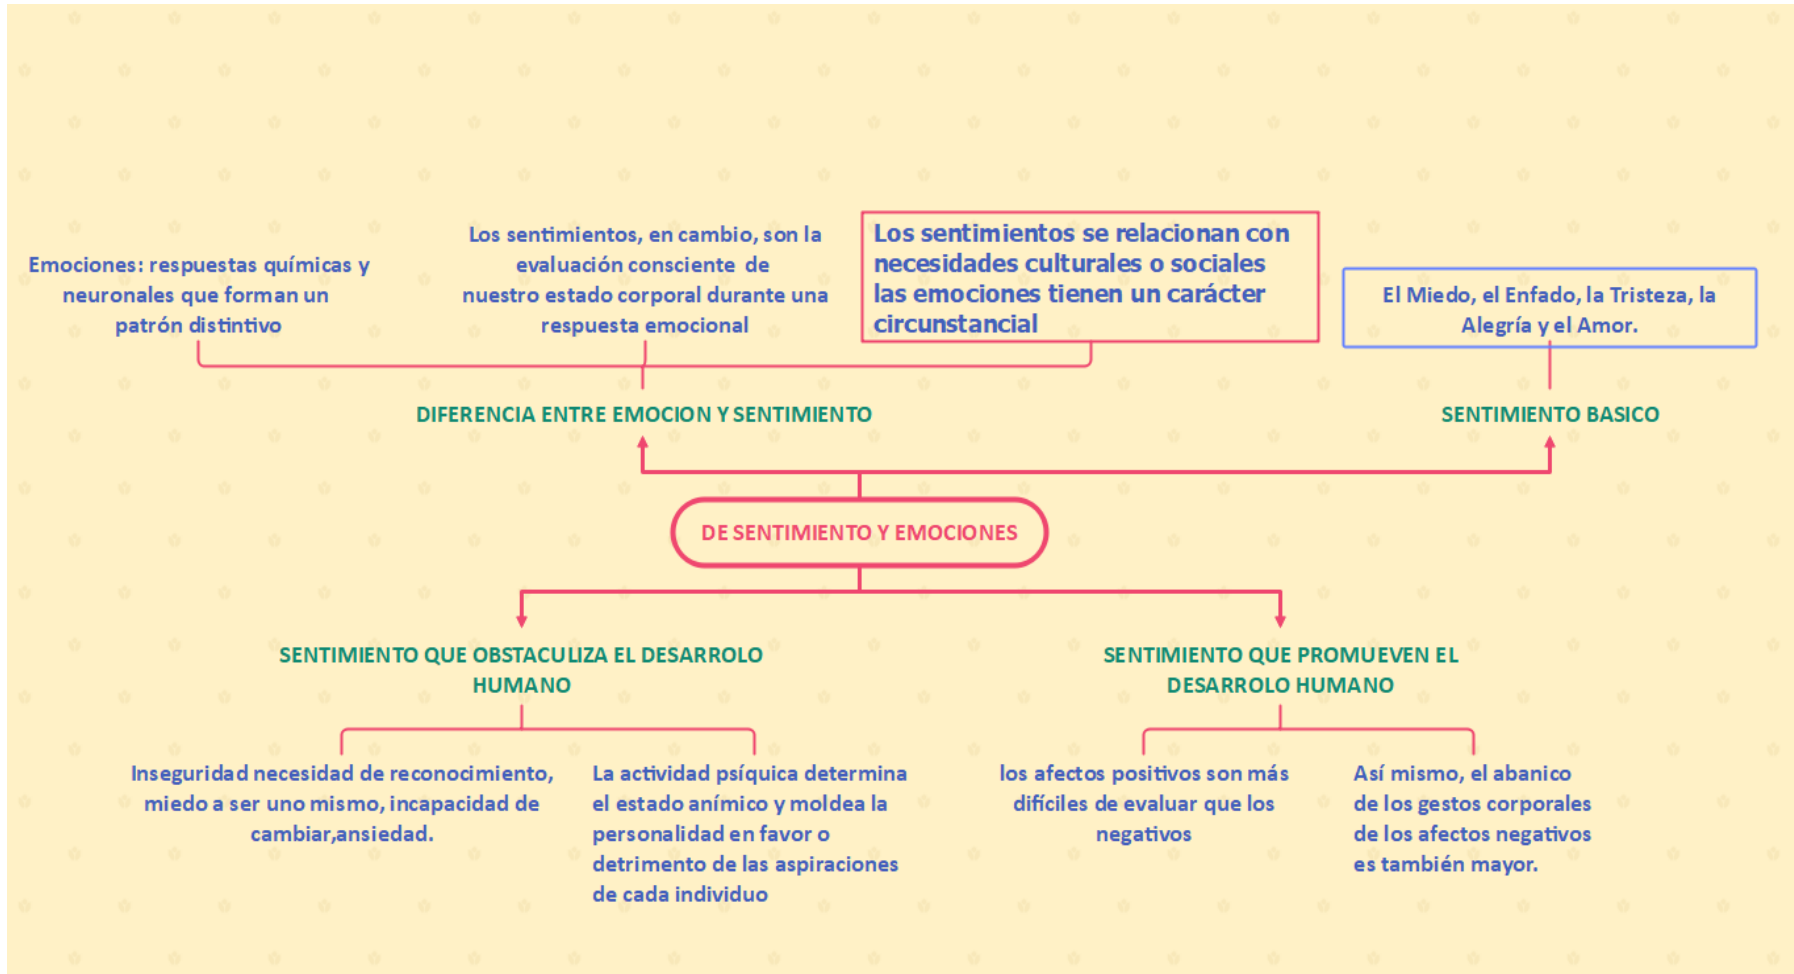 Emociones: respuestas químicas y
neuronales que forman un
patrón distintivo
Los sentimientos, en cambio, son la
evaluación consciente de
nuestro estado corporal durante una
respuesta emocional
Los sentimientos se relacionan con
necesidades culturales o sociales
las emociones tienen un carácter
circunstancial
El Miedo, el Enfado, la Tristeza, la
Alegría y el Amor.
DIFERENCIA ENTRE EMOCION Y SENTIMIENTO
SENTIMIENTO BASICO
DE SENTIMIENTO Y EMOCIONES
SENTIMIENTO QUE OBSTACULIZA EL DESARROLO
HUMANO
SENTIMIENTO QUE PROMUEVEN EL
DESARROLO HUMANO
Inseguridad necesidad de reconocimiento,
miedo a ser uno mismo, incapacidad de
cambiar,ansiedad.
La actividad psíquica determina
el estado anímico y moldea la
personalidad en favor o
detrimento de las aspiraciones
de cada individuo
los afectos positivos son más
difíciles de evaluar que los
negativos
Así mismo, el abanico
de los gestos corporales
de los afectos negativos
es también mayor.